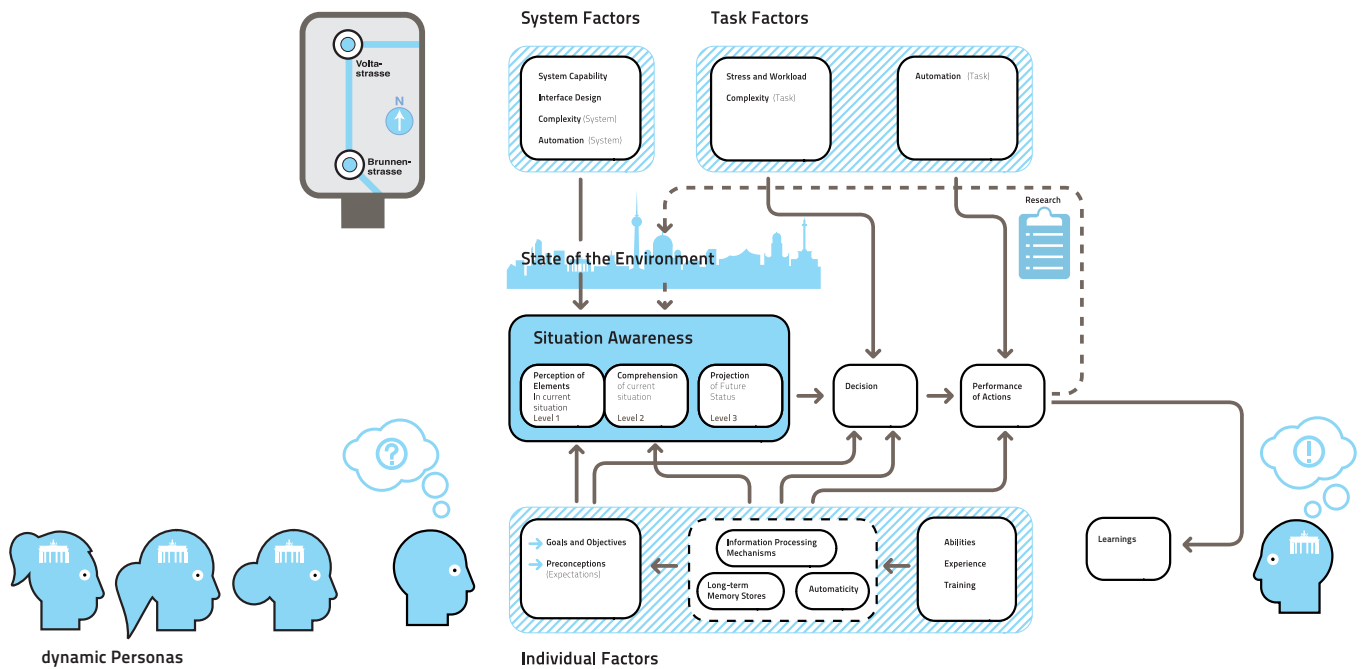 System Factors
Task Factors
Volta-
strasse
N
Brunnen-
strasse
System Capability
Interface Design
Complexity (System)
Automation (System)
Stress and Workload
Complexity (Task)
Automation (Task)
Research
State of the Environment
Situation Awareness
Perception of
Elements
In current
situation
Level 1
Comprehension
of current
situation
Level 2
Projection
of Future
Status
Level 3
Decision
Performance
of Actions
?
!
Goals and Objectives
Preconceptions
(Expectations)
Information Processing
Mechanisms
Long-term
Memory Stores
Automaticity
Abilities
Experience
Training
Learnings
dynamic Personas
Individual Factors